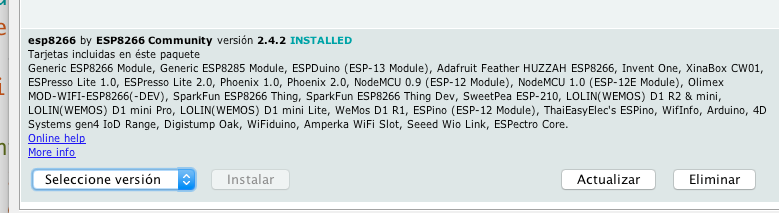 esp8266 by ESP8266 Community versión 2.4.2 INSTALLED
Tarjetas incluidas en éste paquete
Generic ESP8266 Module, Generic ESP8285 Module, ESPDuino (ESP-13 Module), Adafruit Feather HUZZAH ESP8266, Invent One, XinaBox CW01,
ESPresso Lite 1.0, ESPresso Lite 2.0, Phoenix 1.0, Phoenix 2.0, NodeMCU 0.9 (ESP-12 Module), NodeMCU 1.0 (ESP-12E Module), Olimex
MOD-WIFI-ESP8266(-DEV), SparkFun ESP8266 Thing, SparkFun ESP8266 Thing Dev, SweetPea ESP-210, LOLIN(WEMOS) D1 R2 & mini,
LOLIN(WEMOS) D1 mini Pro, LOLIN(WEMOS) D1 mini Lite, WeMos D1 R1, ESPino (ESP-12 Module), ThaiEasyElec's ESPino, WifInfo, Arduino, 4D
Systems gen4 IoD Range, Digistump Oak, WiFiduino, Amperka WiFi Slot, Seeed Wio Link, ESPectro Core.
Online help
More info
Seleccione versión Instalar Actualizar Eliminar